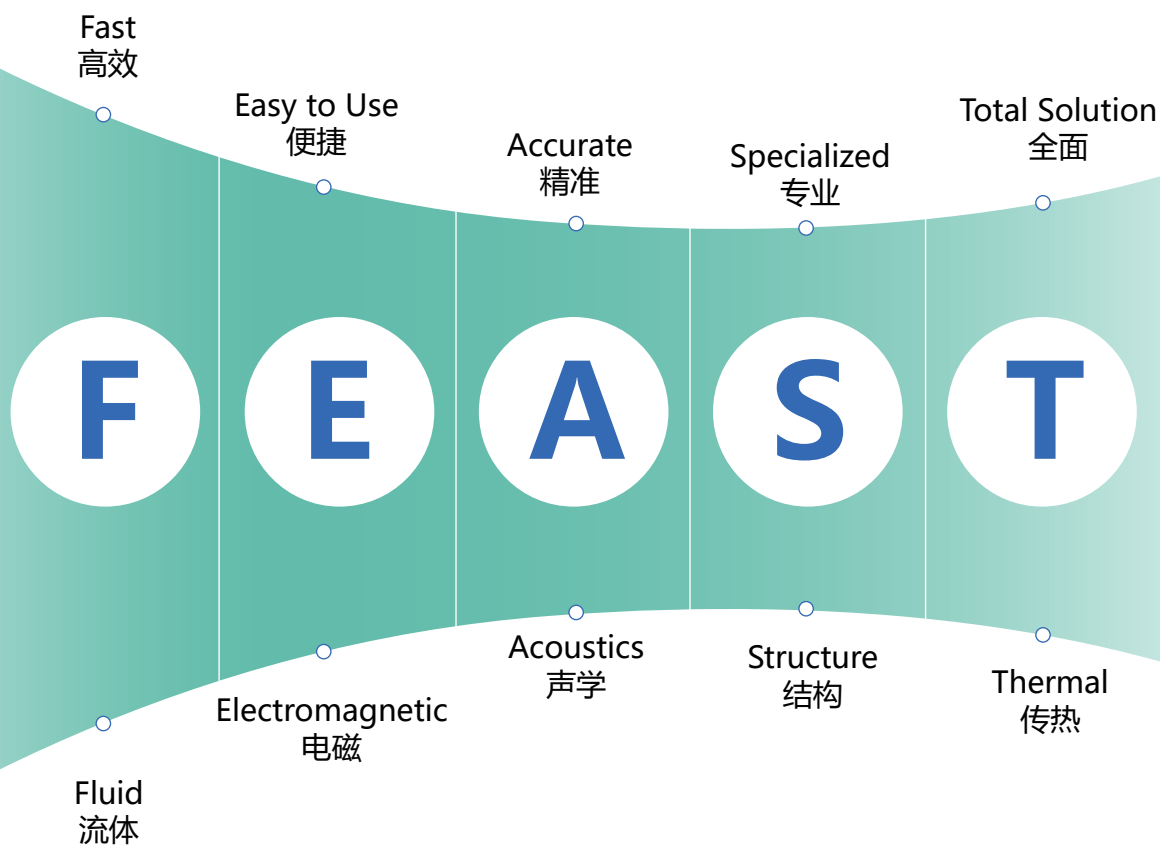 Fast
高效
Easy to Use
便捷
Accurate
精准
Specialized
专业
Total Solution
全面
F E A S T
Fluid
流体
Electromagnetic
电磁
Acoustics
声学
Structure
结构
Thermal
传热